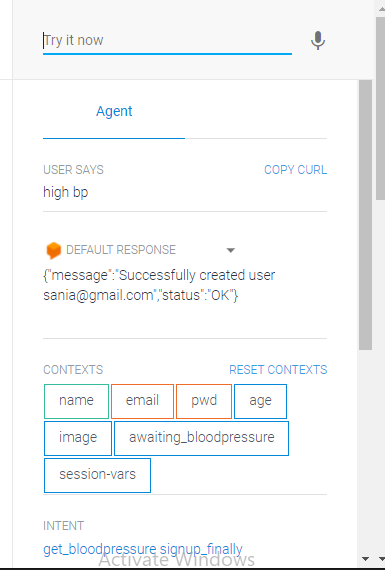 Try it now
Agent
USER SAYS COPY CURL
high bp
DEFAULT RESPONSE
{"message":"Successfully created user
sania@gmail.com","status":"OK"}
CONTEXTS RESET CONTEXTS
name email pwd age
image awaiting_bloodpressure
session-vars
INTENT
get_bloodpressure signup_finally
Activate Windows